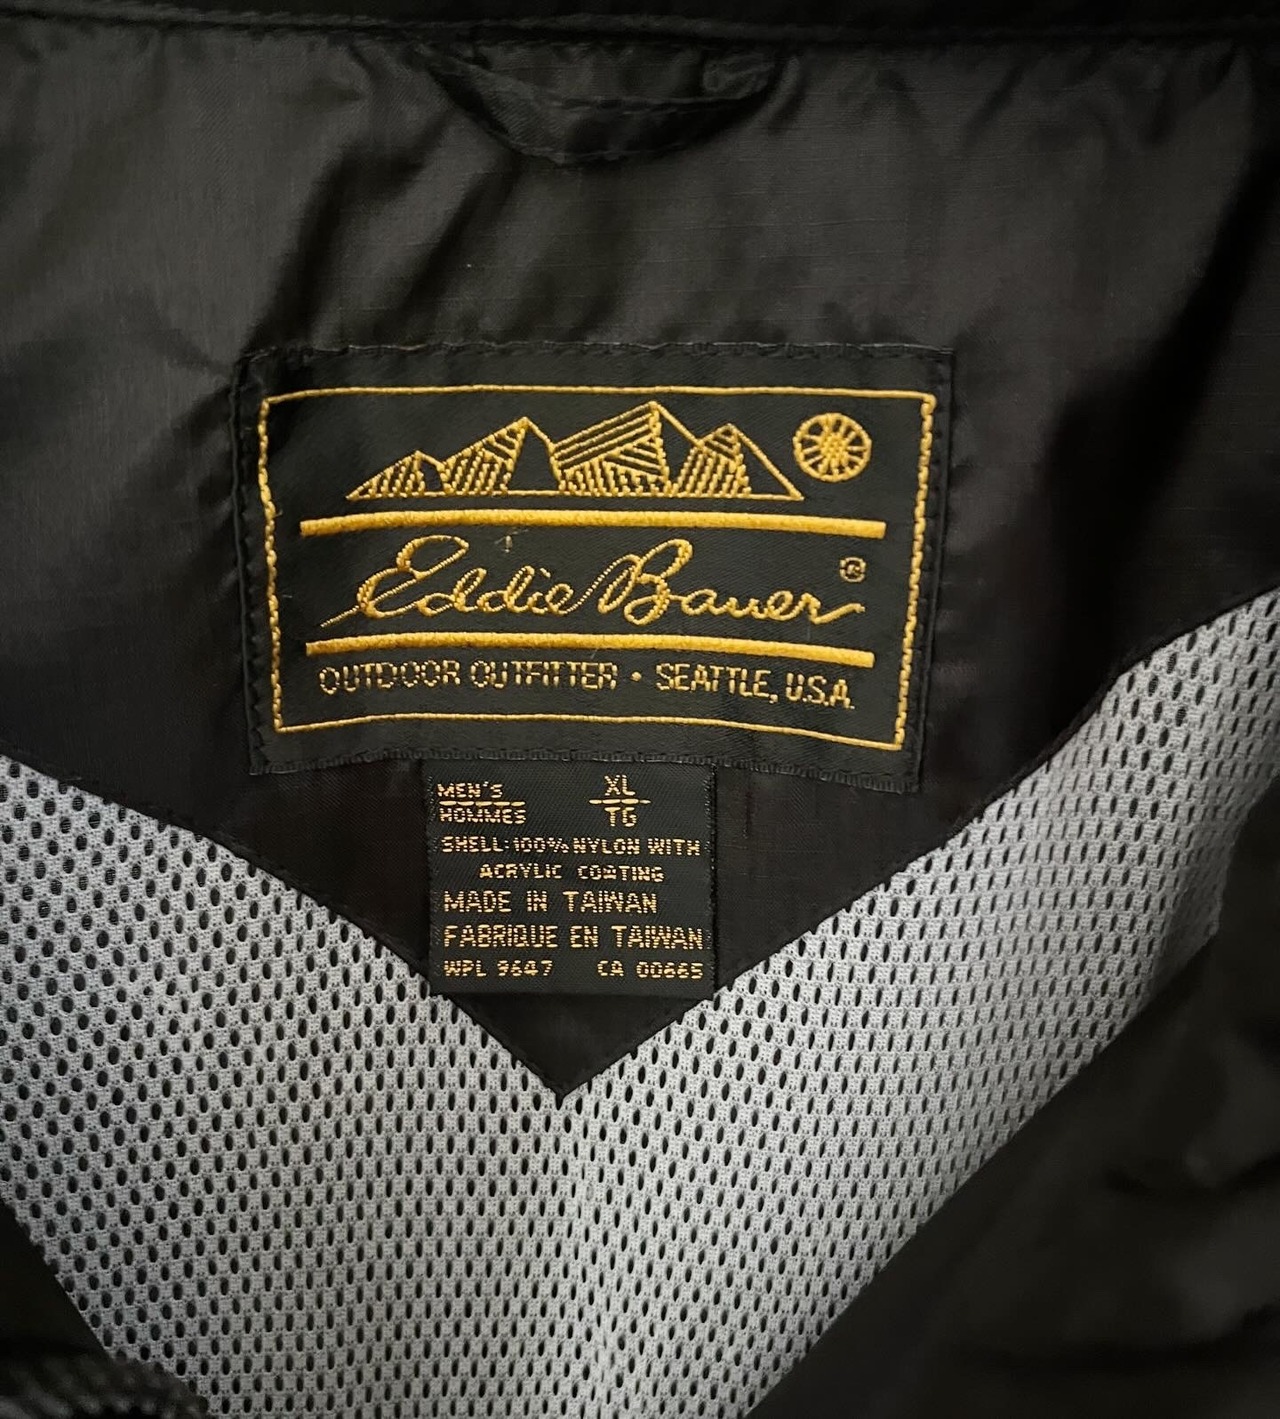 Eddie Bauer ®
OUTDOOR OUTFITTER • SEATTLE, U.S.A.
MEN'S XL
HOMMES TG
SHELL: 100% NYLON WITH
ACRYLIC COATING
MADE IN TAIWAN
FABRIQUE EN TAIWAN
WPL 9647 CA 00665